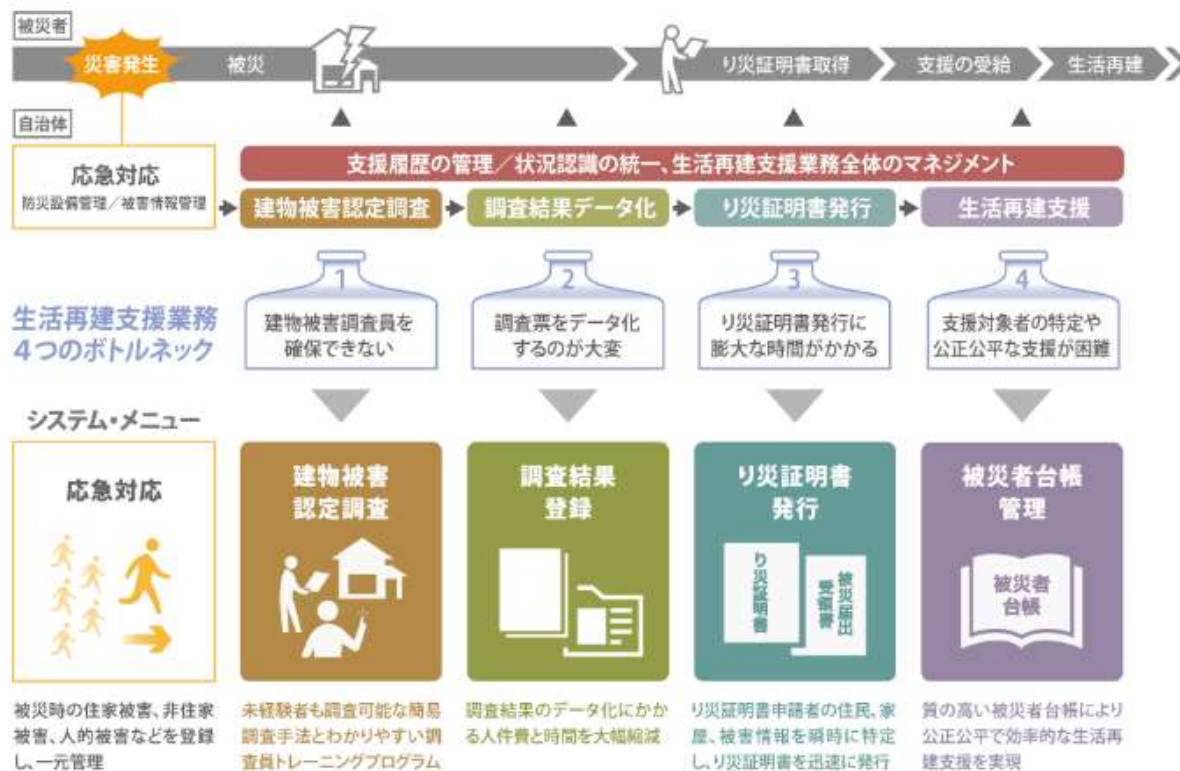 被災者
災害発生
被災
り災証明書取得
支援の受給
生活再建
自治体
応急対応
防災設備管理／被害情報管理
支援履歴の管理／状況認識の統一、生活再建支援業務全体のマネジメント
建物被害認定調査
調査結果データ化
り災証明書発行
生活再建支援
生活再建支援業務
4つのボトルネック
1
建物被害調査員を
確保できない
2
調査票をデータ化
するのが大変
3
り災証明書発行に
膨大な時間がかかる
4
支援対象者の特定や
公正公平な支援が困難
システム・メニュー
応急対応
建物被害
認定調査
調査結果
登録
り災証明書
発行
り災証明書
被災届出
受領書
被災者台帳
管理
被災者
台帳
被災時の住家被害、非住家
被害、人的被害などを登録
し、一元管理
未経験者も調査可能な簡易
調査手法とわかりやすい調
査員トレーニングプログラム
調査結果のデータ化にかか
る人件費と時間を大幅縮減
り災証明書申請者の住民、家
屋、被害情報を瞬時に特定
し、り災証明書を迅速に発行
質の高い被災者台帳により
公正公平で効率的な生活再
建支援を実現